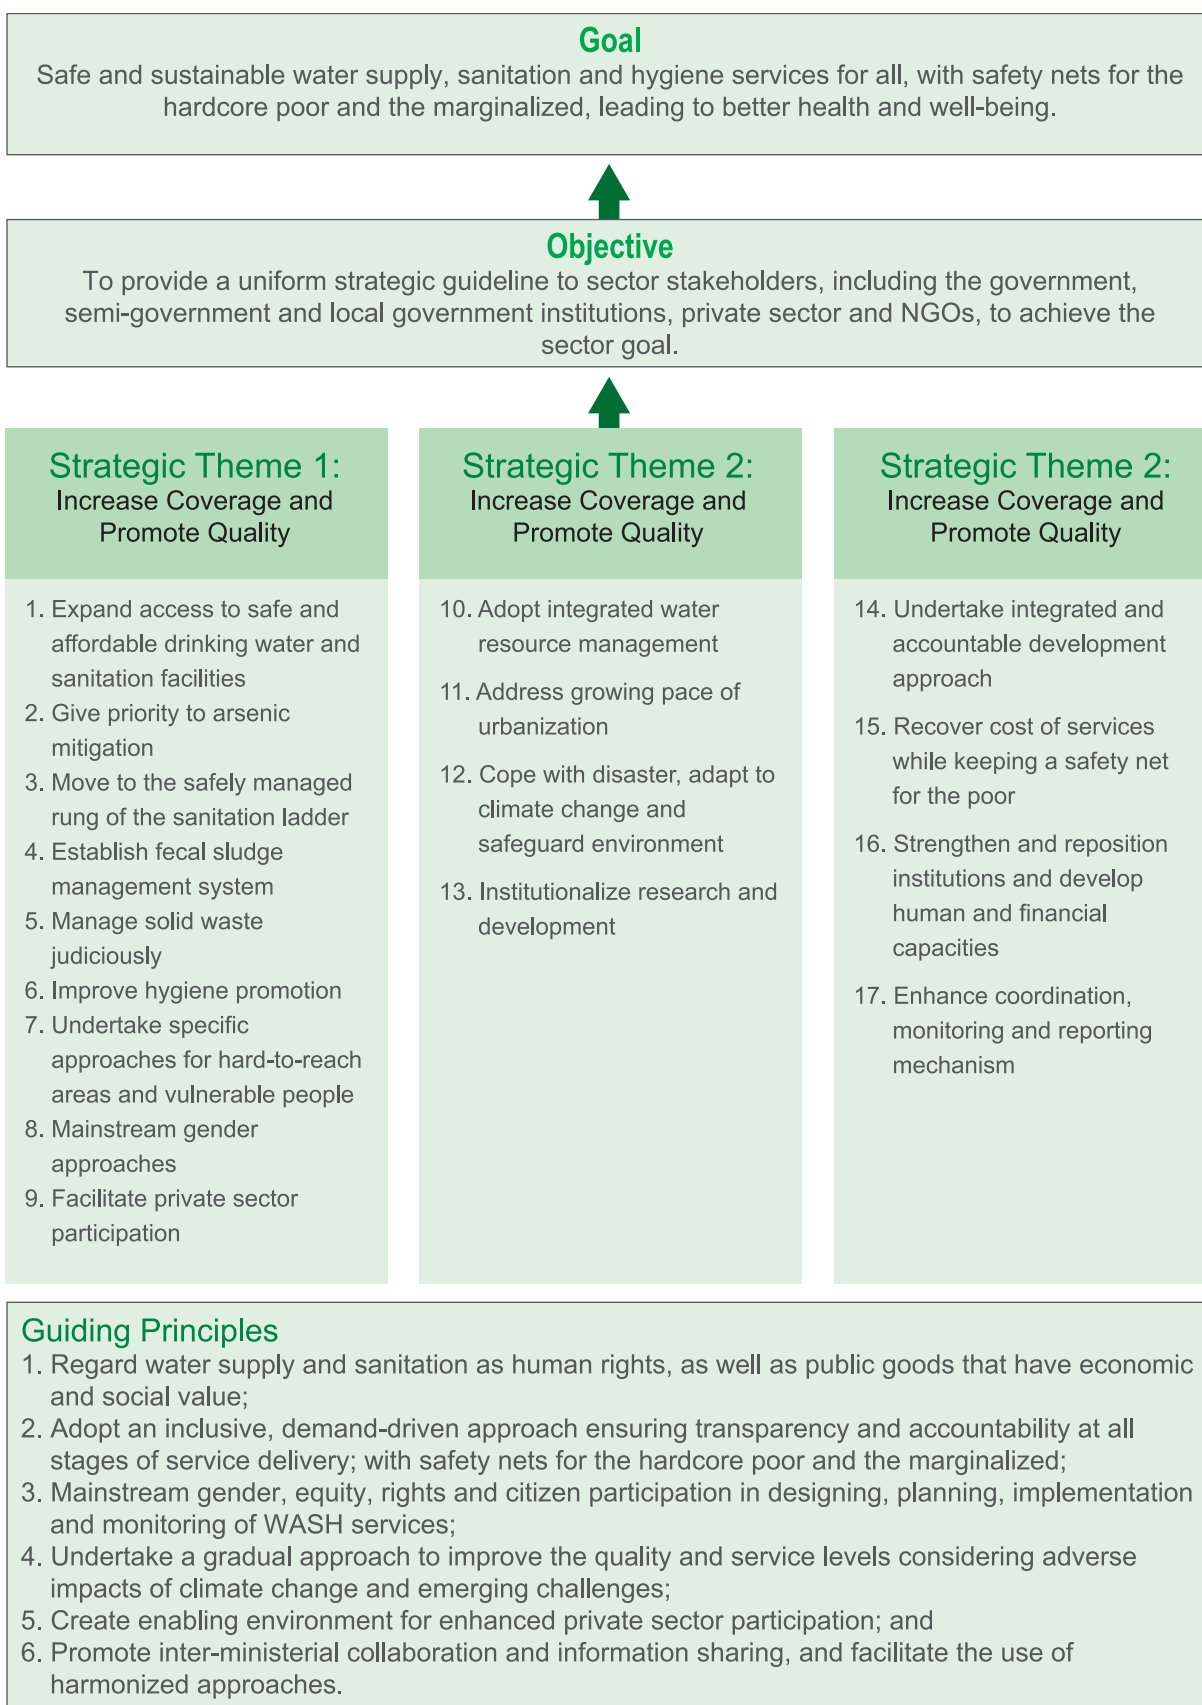 Goal
Safe and sustainable water supply, sanitation and hygiene services for all, with safety nets for the
hardcore poor and the marginalized, leading to better health and well-being.
Objective
To provide a uniform strategic guideline to sector stakeholders, including the government,
semi-government and local government institutions, private sector and NGOs, to achieve the
sector goal.
Strategic Theme 1:
Increase Coverage and
Promote Quality
1. Expand access to safe and
affordable drinking water and
sanitation facilities
2. Give priority to arsenic
mitigation
3. Move to the safely managed
rung of the sanitation ladder
4. Establish fecal sludge
management system
5. Manage solid waste
judiciously
6. Improve hygiene promotion
7. Undertake specific
approaches for hard-to-reach
areas and vulnerable people
8. Mainstream gender
approaches
9. Facilitate private sector
participation
Strategic Theme 2:
Increase Coverage and
Promote Quality
10. Adopt integrated water
resource management
11. Address growing pace of
urbanization
12. Cope with disaster, adapt to
climate change and
safeguard environment
13. Institutionalize research and
development
Strategic Theme 2:
Increase Coverage and
Promote Quality
14. Undertake integrated and
accountable development
approach
15. Recover cost of services
while keeping a safety net
for the poor
16. Strengthen and reposition
institutions and develop
human and financial
capacities
17. Enhance coordination,
monitoring and reporting
mechanism
Guiding Principles
1. Regard water supply and sanitation as human rights, as well as public goods that have economic
and social value;
2. Adopt an inclusive, demand-driven approach ensuring transparency and accountability at all
stages of service delivery; with safety nets for the hardcore poor and the marginalized;
3. Mainstream gender, equity, rights and citizen participation in designing, planning, implementation
and monitoring of WASH services;
4. Undertake a gradual approach to improve the quality and service levels considering adverse
impacts of climate change and emerging challenges;
5. Create enabling environment for enhanced private sector participation; and
6. Promote inter-ministerial collaboration and information sharing, and facilitate the use of
harmonized approaches.